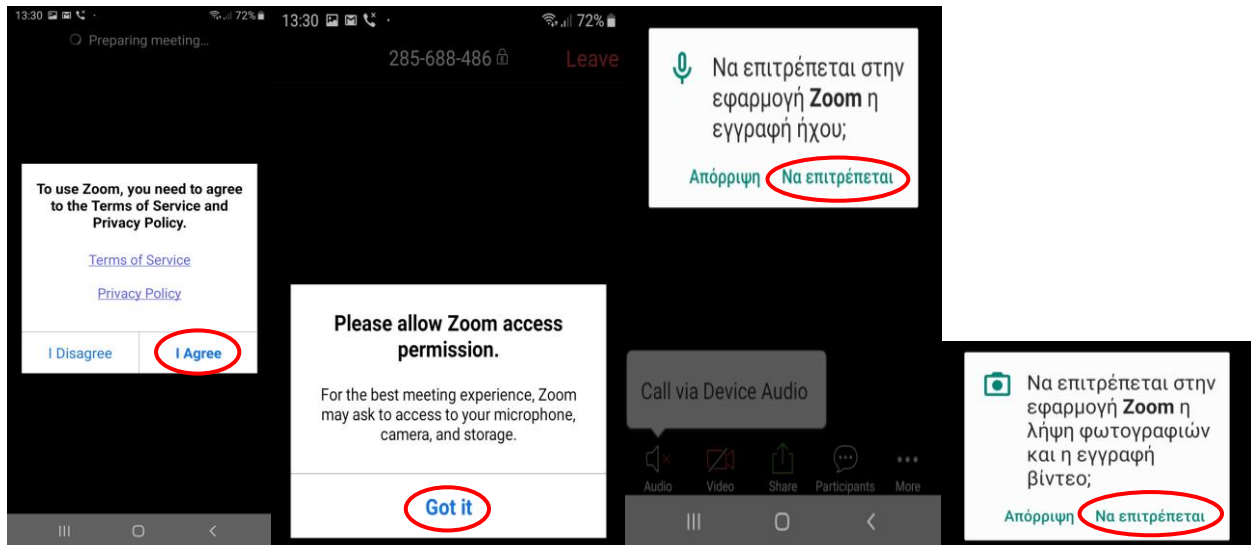 13:30
72%
Preparing meeting...
To use Zoom, you need to agree
to the Terms of Service and
Privacy Policy.
Terms of Service
Privacy Policy
I Disagree
I Agree
13:30
72%
285-688-486
Leave
Please allow Zoom access
permission.
For the best meeting experience, Zoom
may ask to access to your microphone,
camera, and storage.
Got it
Να επιτρέπεται στην
εφαρμογή Zoom η
εγγραφή ήχου;
Απόρριψη Να επιτρέπεται
Call via Device Audio
Audio Video Share Participants More
Να επιτρέπεται στην
εφαρμογή Zoom η
λήψη φωτογραφιών
και η εγγραφή
βίντεο;
Απόρριψη Να επιτρέπεται